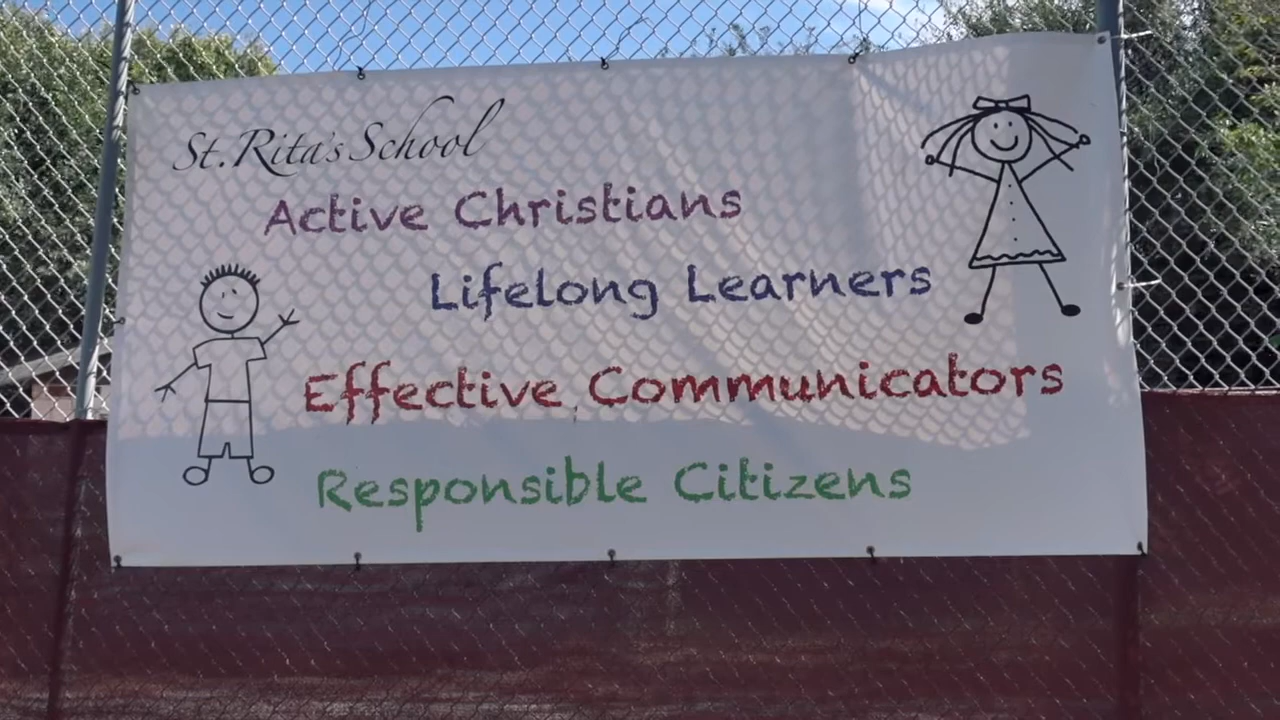 St. Rita's School
Active Christians
Lifelong Learners
Effective Communicators
Responsible Citizens